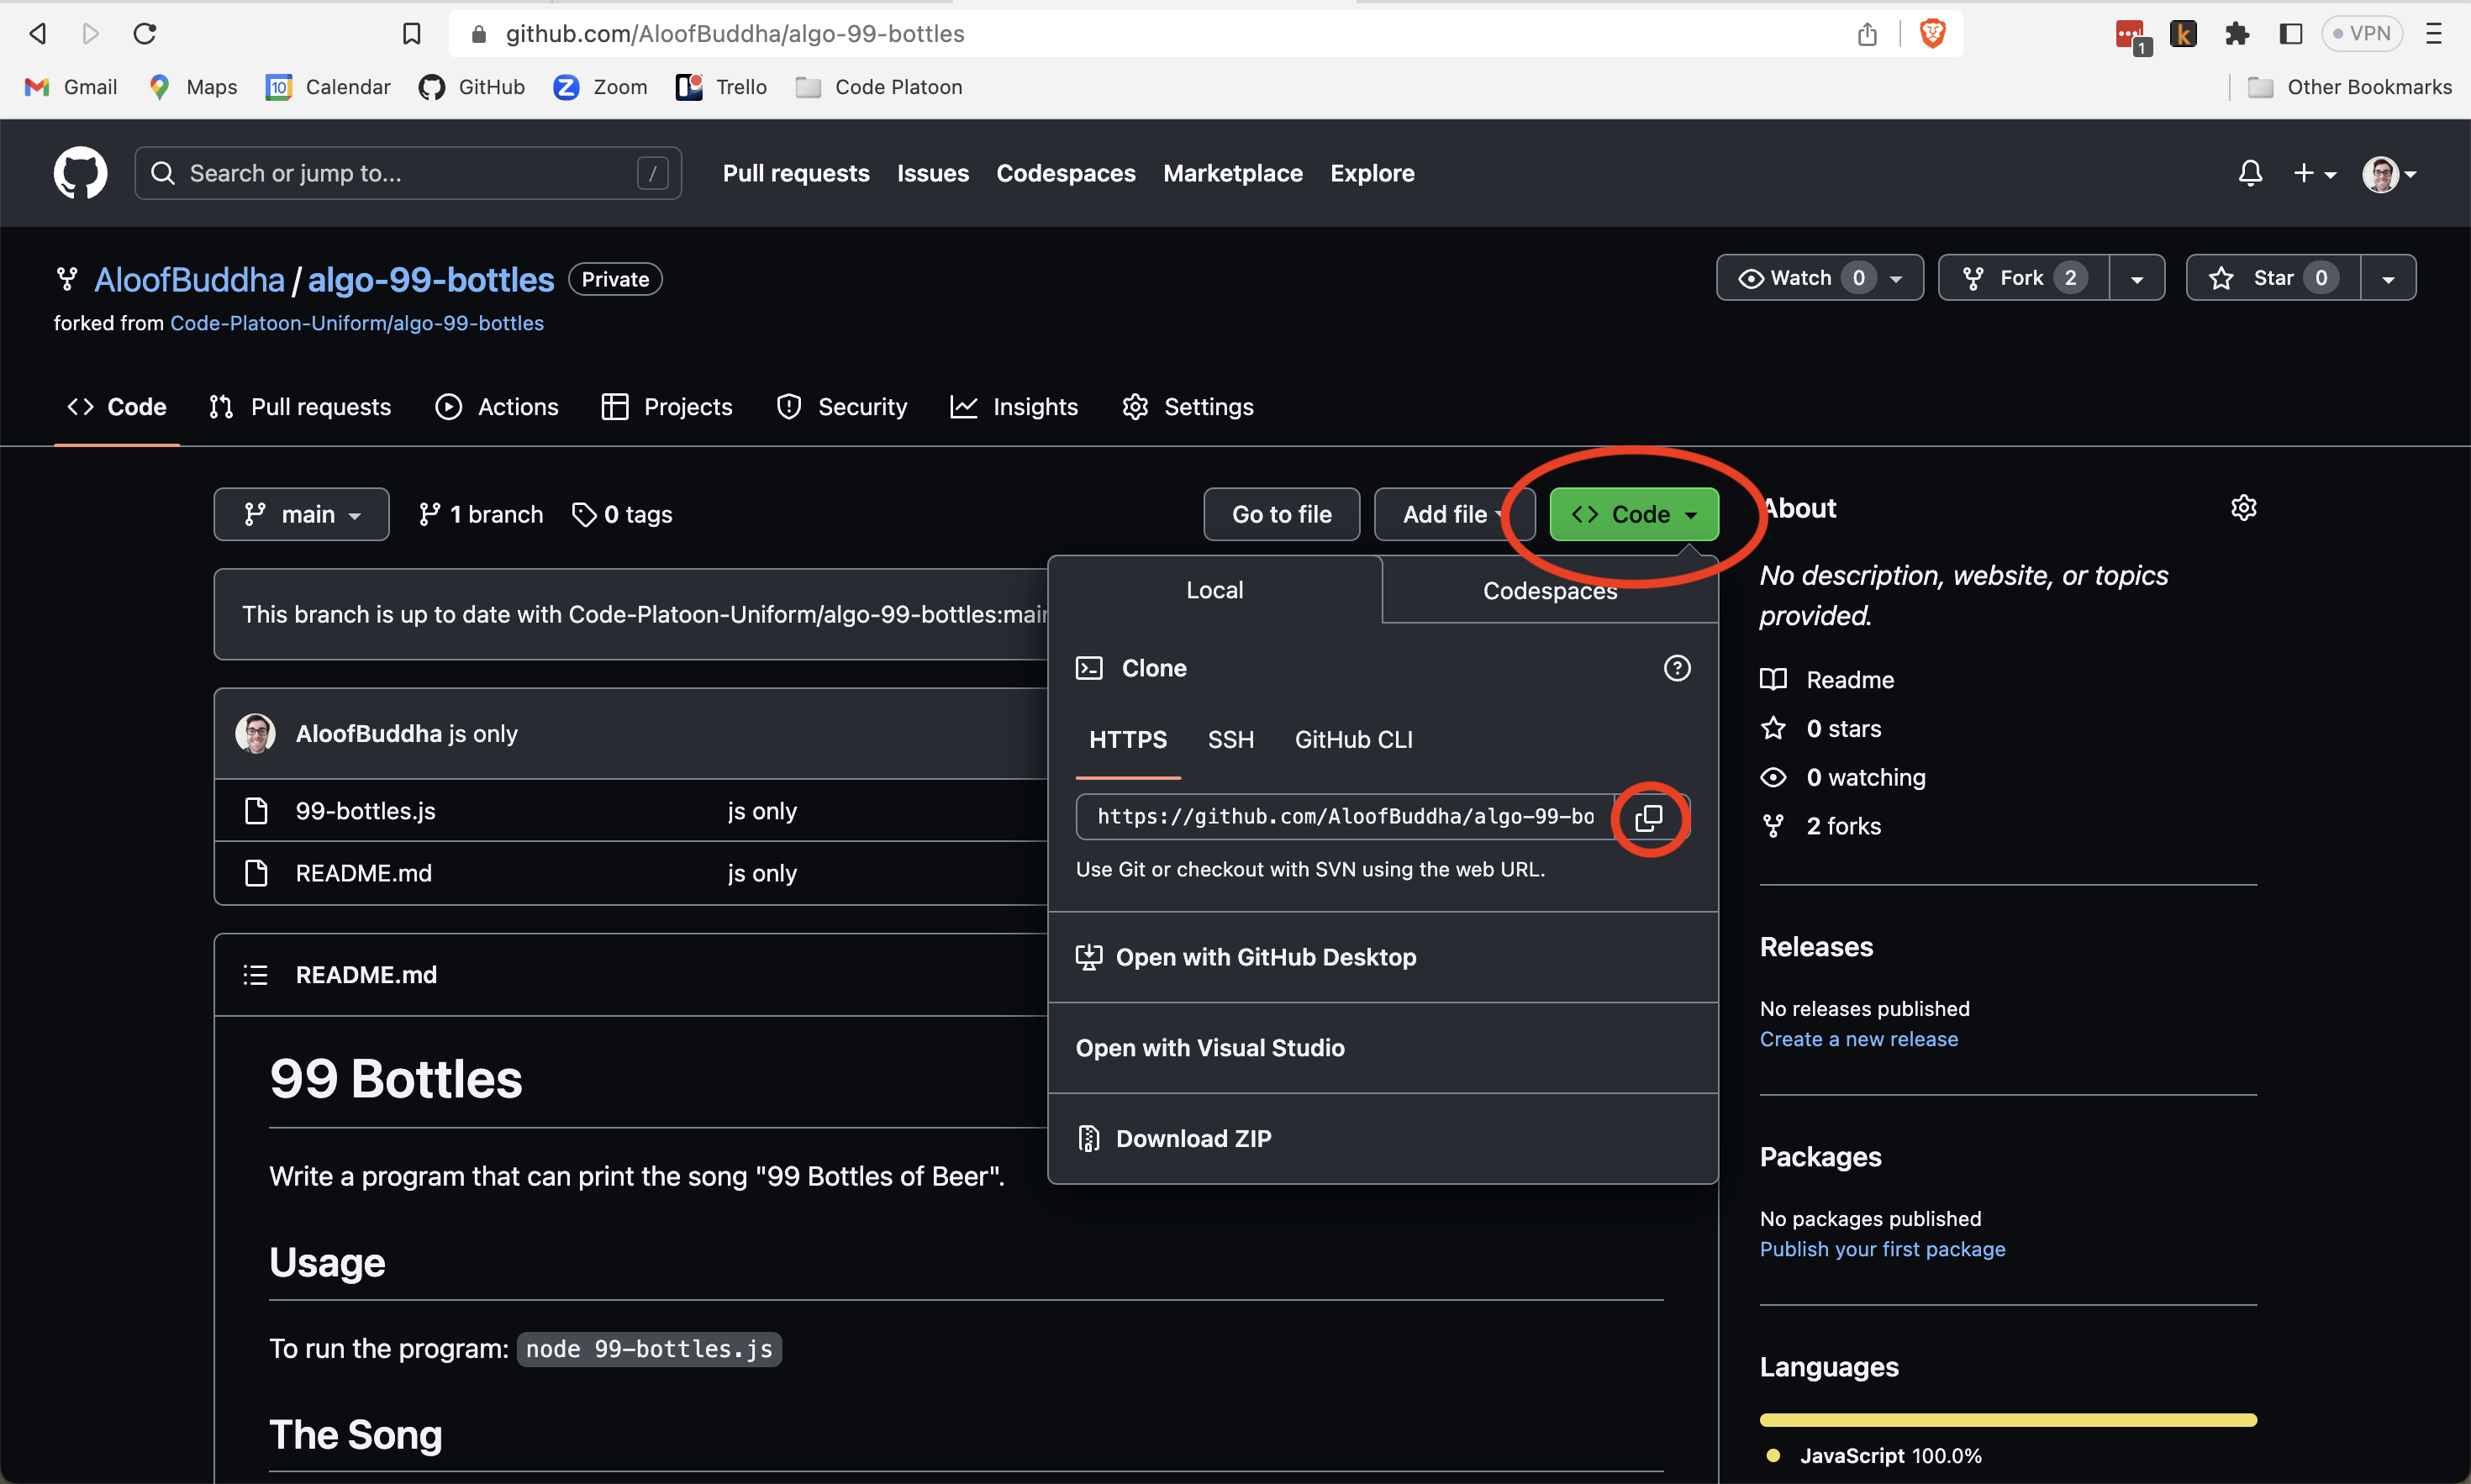 github.com/AloofBuddha/algo-99-bottles
1
VPN
Gmail Maps 10 Calendar GitHub Zoom Trello Code Platoon Other Bookmarks
Search or jump to... / Pull requests Issues Codespaces Marketplace Explore
AloofBuddha / algo-99-bottles Private Watch 0 Fork 2 Star 0
forked from Code-Platoon-Uniform/algo-99-bottles
Code Pull requests Actions Projects Security Insights Settings
main 1 branch 0 tags Go to file Add file Code
This branch is up to date with Code-Platoon-Uniform/algo-99-bottles:main
AloofBuddha js only
99-bottles.js js only
README.md js only
README.md
99 Bottles
Write a program that can print the song "99 Bottles of Beer".
Usage
To run the program: node 99-bottles.js
The Song
Local Codespaces
Clone
HTTPS SSH GitHub CLI
https://github.com/AloofBuddha/algo-99-bo
Use Git or checkout with SVN using the web URL.
Open with GitHub Desktop
Open with Visual Studio
Download ZIP
About
No description, website, or topics
provided.
Readme
0 stars
0 watching
2 forks
Releases
No releases published
Create a new release
Packages
No packages published
Publish your first package
Languages
JavaScript 100.0%